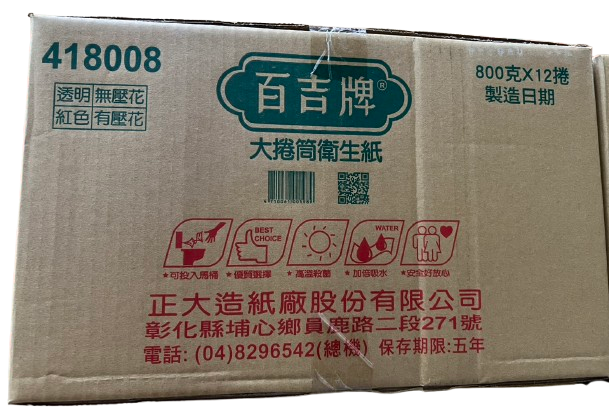 418008
透明 無壓花
紅色 有壓花
百吉牌®
大捲筒衛生紙
800克X12捲
製造日期
BEST CHOICE
WATER
★可投入馬桶 ★優質選擇 ★高溫殺菌 ★加倍吸水 ★安全好放心
正大造紙廠股份有限公司
彰化縣埔心鄉員鹿路二段271號
電話: (04)8296542(總機) 保存期限:五年